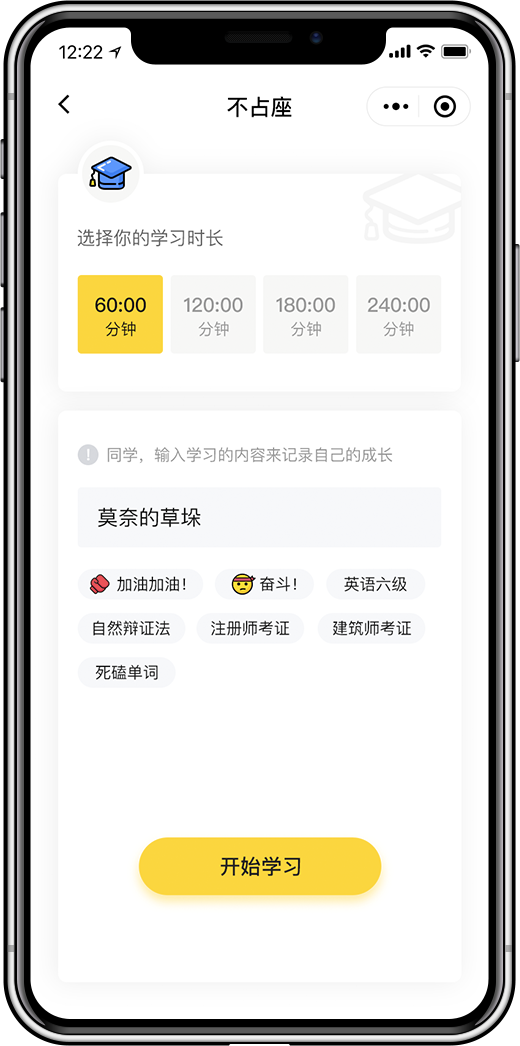 12:22
不占座
选择你的学习时长
60:00 120:00 180:00 240:00
分钟 分钟 分钟 分钟
! 同学，输入学习的内容来记录自己的成长
莫奈的草垛
加油加油！ 奋斗！ 英语六级
自然辩证法 注册师考证 建筑师考证
死磕单词
开始学习